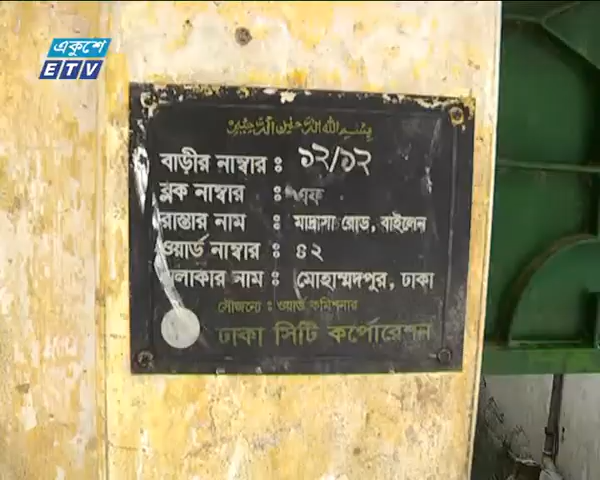 একুশে
ETV
بسم الله الرحمن الرحيم
বাড়ীর নাম্বার : ১২/১২
ব্লক নাম্বার : এফ
রাস্তার নাম : মাদ্রাসা রোড, বাইলেন
ওয়ার্ড নাম্বার : ৪২
এলাকার নাম : মোহাম্মদপুর, ঢাকা
সৌজন্যে : ওয়ার্ড কমিশনার
ঢাকা সিটি কর্পোরেশন